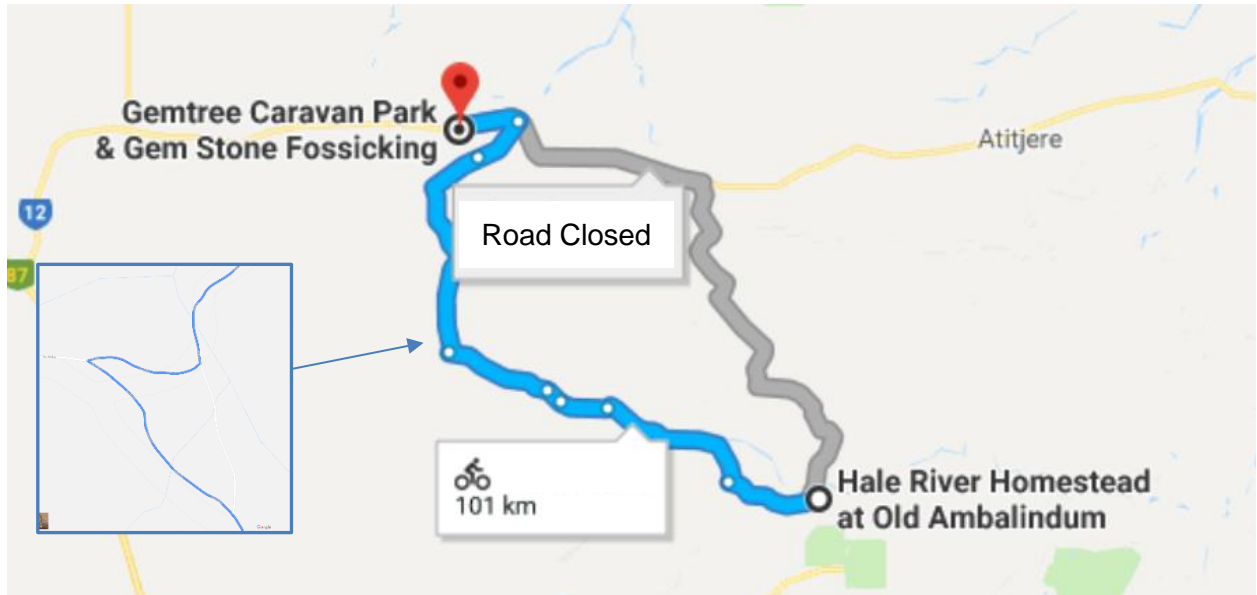 Gemtree Caravan Park
& Gem Stone Fossicking
Atitjere
12
Road Closed
87
101 km
Hale River Homestead
at Old Ambalindum
Google